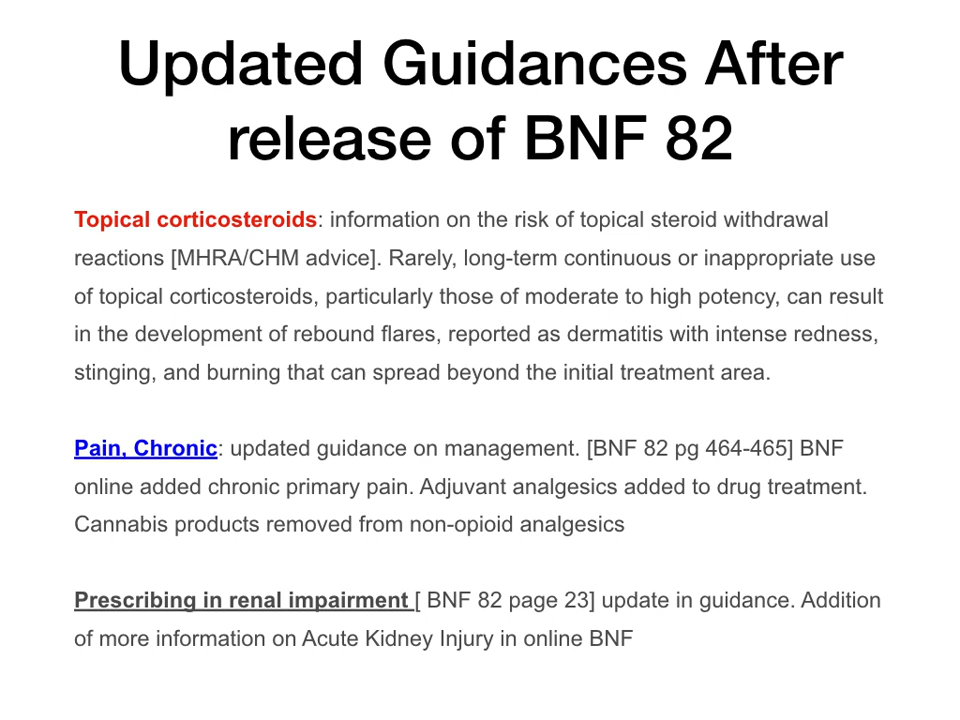 Updated Guidances After
release of BNF 82
Topical corticosteroids: information on the risk of topical steroid withdrawal
reactions [MHRA/CHM advice]. Rarely, long-term continuous or inappropriate use
of topical corticosteroids, particularly those of moderate to high potency, can result
in the development of rebound flares, reported as dermatitis with intense redness,
stinging, and burning that can spread beyond the initial treatment area.
Pain, Chronic: updated guidance on management. [BNF 82 pg 464-465] BNF
online added chronic primary pain. Adjuvant analgesics added to drug treatment.
Cannabis products removed from non-opioid analgesics
Prescribing in renal impairment [ BNF 82 page 23] update in guidance. Addition
of more information on Acute Kidney Injury in online BNF